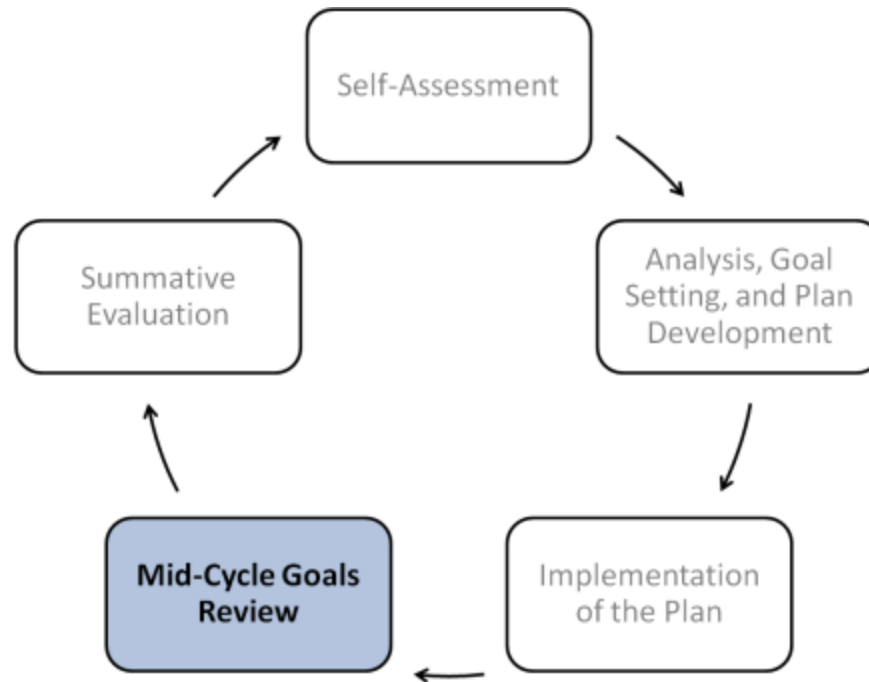 Self-Assessment
Analysis, Goal
Setting, and Plan
Development
Implementation
of the Plan
Mid-Cycle Goals
Review
Summative
Evaluation